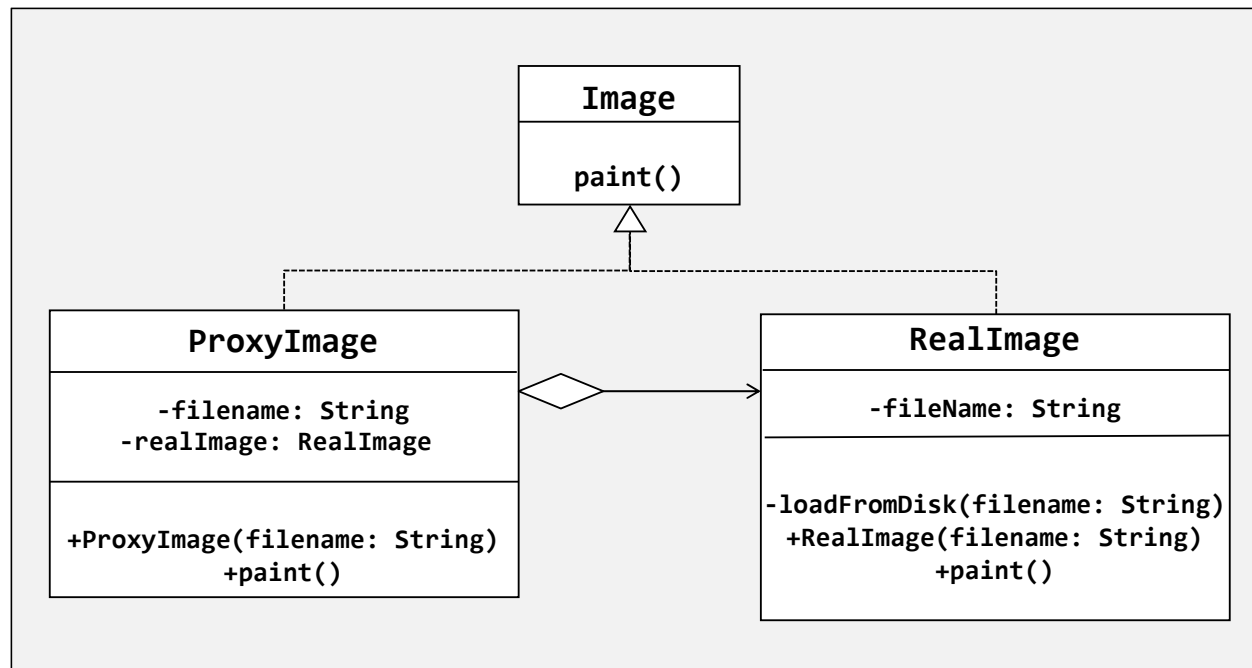 Image
paint()
ProxyImage
-filename: String
-realImage: RealImage
+ProxyImage(filename: String)
+paint()
RealImage
-fileName: String
-loadFromDisk(filename: String)
+RealImage(filename: String)
+paint()